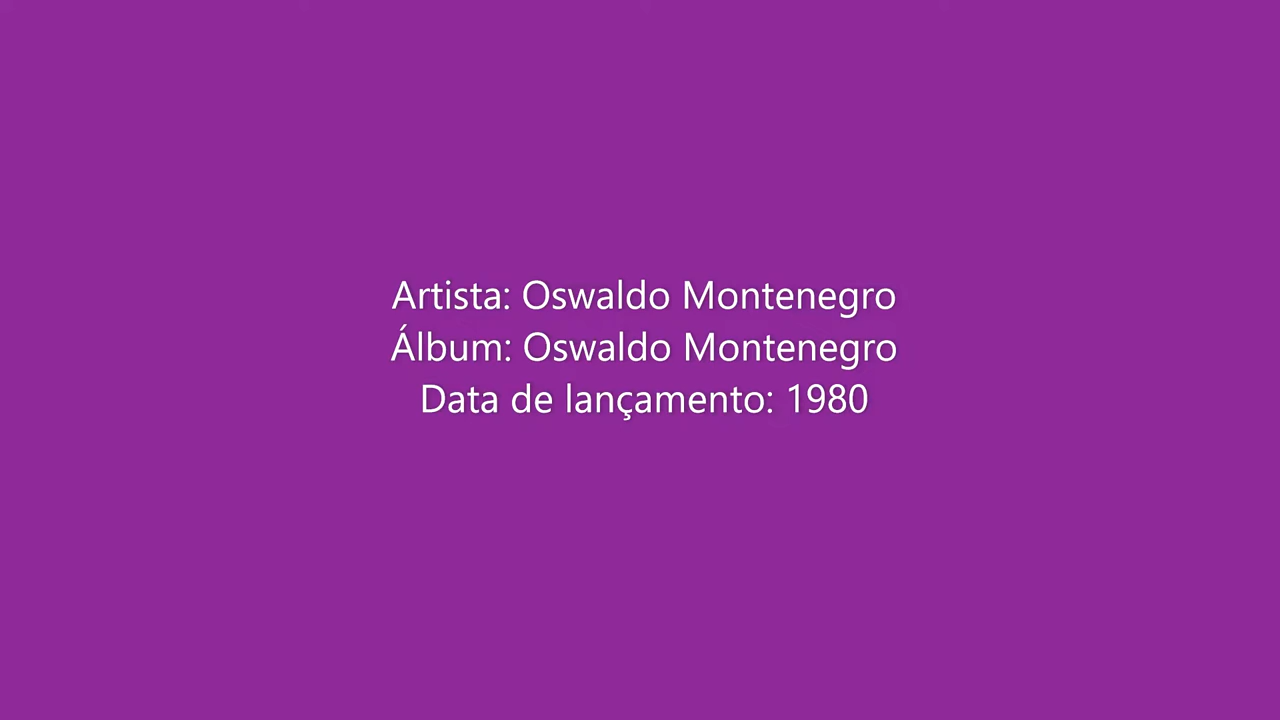 Artista: Oswaldo Montenegro
Álbum: Oswaldo Montenegro
Data de lançamento: 1980